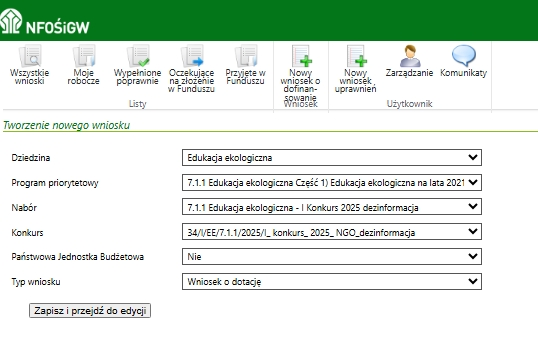 NFOŚiGW
Wszystkie wnioski
Moje robocze
Wypełnione poprawnie
Oczekujące na złożenie w Funduszu
Przyjęte w Funduszu
Listy
Nowy wniosek o dofinan-sowanie
Wniosek
Nowy wniosek uprawnień
Zarządzanie
Komunikaty
Użytkownik
Tworzenie nowego wniosku
Dziedzina Edukacja ekologiczna
Program priorytetowy 7.1.1 Edukacja ekologiczna Część 1) Edukacja ekologiczna na lata 2021
Nabór 7.1.1 Edukacja ekologiczna - I Konkurs 2025 dezinformacja
Konkurs 34/I/EE/7.1.1/2025/I_ konkurs_ 2025_ NGO_dezinformacja
Państwowa Jednostka Budżetowa Nie
Typ wniosku Wniosek o dotację
Zapisz i przejdź do edycji